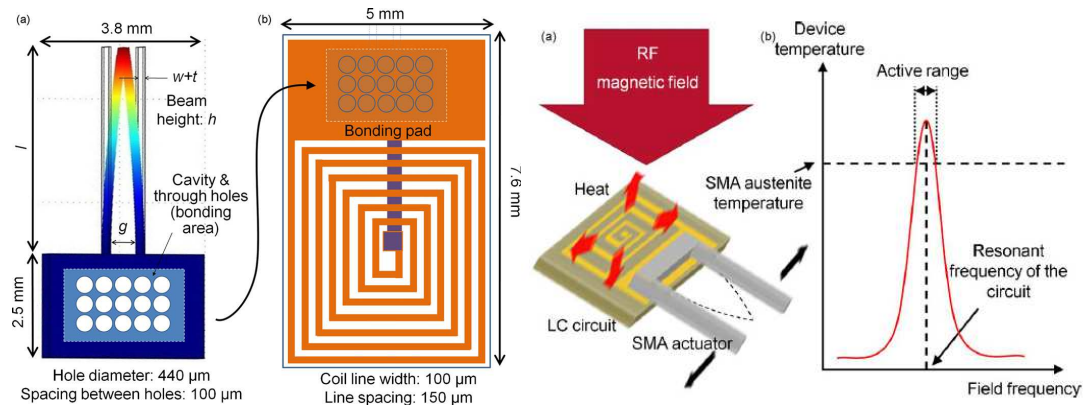 (a)
3.8 mm
w+t
Beam
height: h
l
Cavity &
through holes
(bonding
area)
g
2.5 mm
Hole diameter: 440 µm
Spacing between holes: 100 µm
(b)
5 mm
Bonding pad
7.6 mm
Coil line width: 100 µm
Line spacing: 150 µm
(a)
RF
magnetic field
Heat
LC circuit
SMA actuator
(b)
Device
temperature
Active range
SMA austenite
temperature
Resonant
frequency of the
circuit
Field frequency